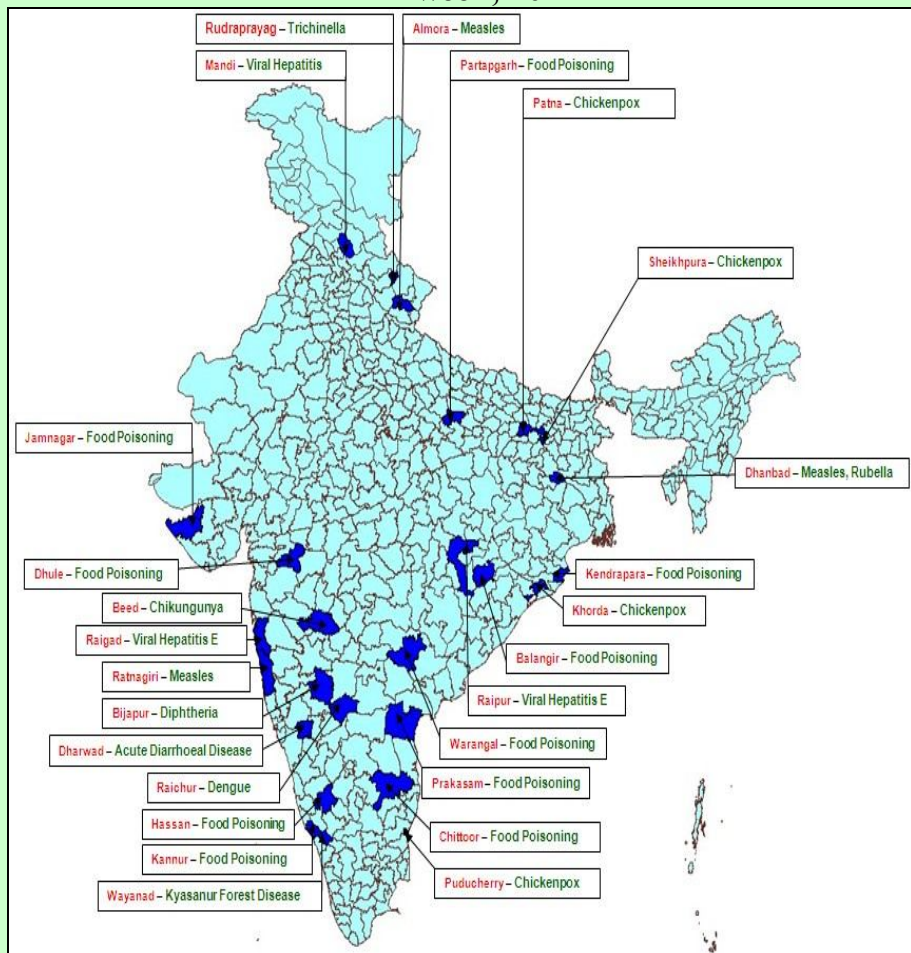 Rudraprayag – Trichinella
Almora – Measles
Mandi – Viral Hepatitis
Partapgarh – Food Poisoning
Patna – Chickenpox
Sheikhpura – Chickenpox
Jamnagar – Food Poisoning
Dhanbad – Measles, Rubella
Dhule – Food Poisoning
Kendrapara – Food Poisoning
Beed – Chikungunya
Khorda – Chickenpox
Raigad – Viral Hepatitis E
Balangir – Food Poisoning
Ratnagiri – Measles
Raipur – Viral Hepatitis E
Bijapur – Diphtheria
Warangal – Food Poisoning
Dharwad – Acute Diarrhoeal Disease
Prakasam – Food Poisoning
Raichur – Dengue
Hassan – Food Poisoning
Chittoor – Food Poisoning
Kannur – Food Poisoning
Puducherry – Chickenpox
Wayanad – Kyasanur Forest Disease